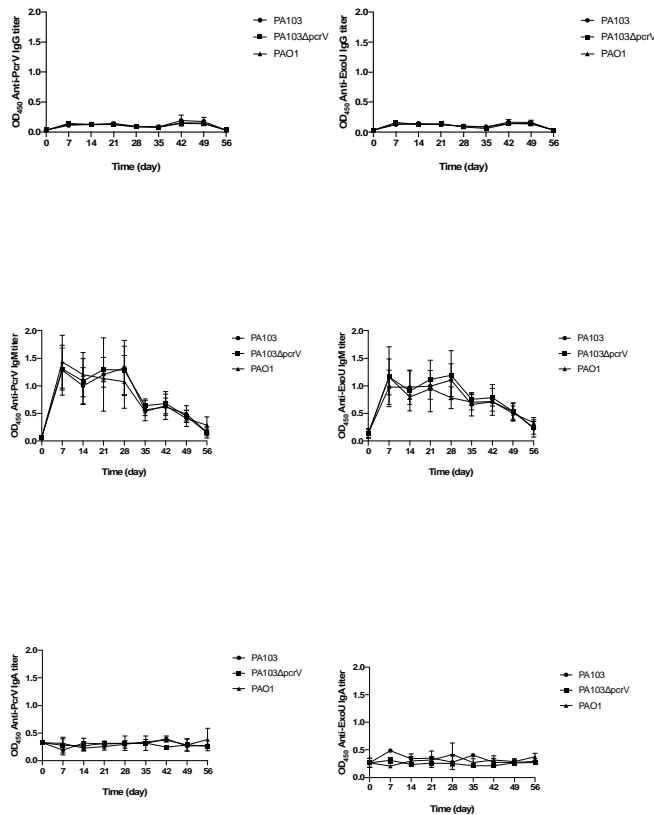 OD450 Anti-PcrV IgG titer
2.0
1.5
1.0
0.5
0.0
0 7 14 21 28 35 42 49 56
Time (day)
PA103
PA103ΔpcrV
PAO1
OD450 Anti-ExoU IgG titer
2.0
1.5
1.0
0.5
0.0
0 7 14 21 28 35 42 49 56
Time (day)
PA103
PA103ΔpcrV
PAO1
OD450 Anti-PcrV IgM titer
2.0
1.5
1.0
0.5
0.0
0 7 14 21 28 35 42 49 56
Time (day)
PA103
PA103ΔpcrV
PAO1
OD450 Anti-ExoU IgM titer
2.0
1.5
1.0
0.5
0.0
0 7 14 21 28 35 42 49 56
Time (day)
PA103
PA103ΔpcrV
PAO1
OD450 Anti-PcrV IgA titer
2.0
1.5
1.0
0.5
0.0
0 7 14 21 28 35 42 49 56
Time (day)
PA103
PA103ΔpcrV
PAO1
OD450 Anti-ExoU IgA titer
2.0
1.5
1.0
0.5
0.0
0 7 14 21 28 35 42 49 56
Time (day)
PA103
PA103ΔpcrV
PAO1